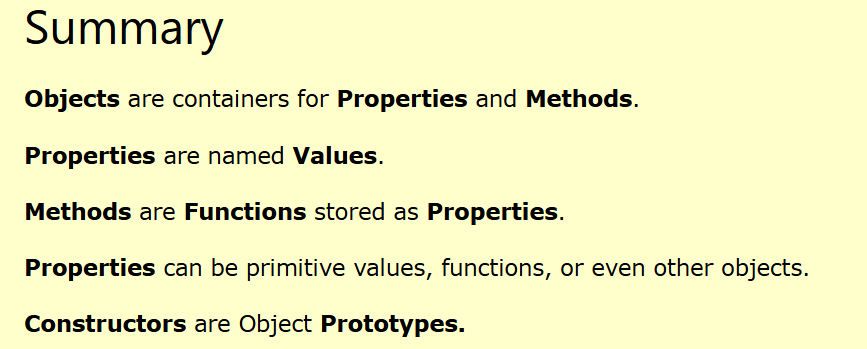 Summary
Objects are containers for Properties and Methods.
Properties are named Values.
Methods are Functions stored as Properties.
Properties can be primitive values, functions, or even other objects.
Constructors are Object Prototypes.